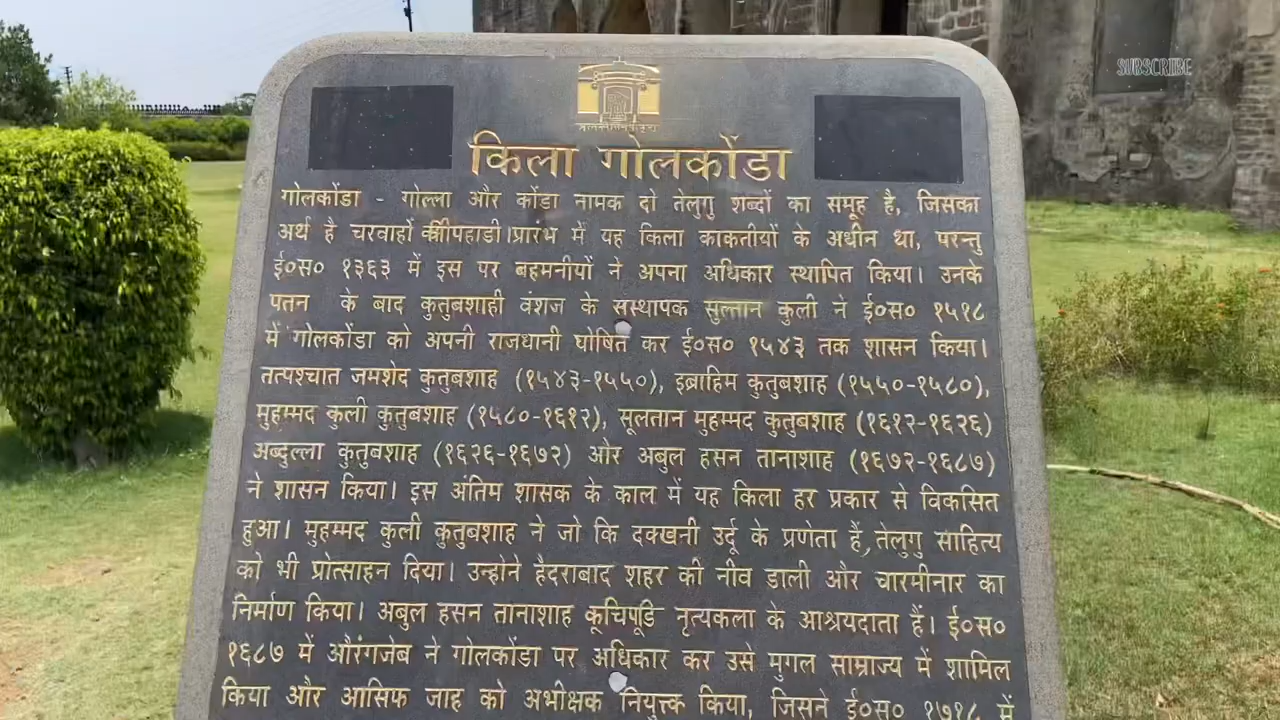 SUBSCRIBE
किला गोलकोंडा
गोलकोंडा - गोल्ला और कोंडा नामक दो तेलुगु शब्दों का समूह है, जिसका
अर्थ है चरवाहों की पहाडी।प्रारंभ में यह किला काकतीयों के अधीन था, परन्तु
ई०स० १३६३ में इस पर बहमनीयों ने अपना अधिकार स्थापित किया। उनके
पतन के बाद कुतुबशाही वंशज के संस्थापक सुल्तान कुली ने ई०स० १५१८
में गोलकोंडा को अपनी राजधानी घोषित कर ई०स० १५४३ तक शासन किया।
तत्पश्चात जमशेद कुतुबशाह (१५४३-१५५०), इब्राहिम कुतुबशाह (१५५०-१५८०),
मुहम्मद कुली कुतुबशाह (१५८०-१६१२), सूलतान मुहम्मद कुतुबशाह (१६१२-१६२६)
अब्दुल्ला कुतुबशाह (१६२६-१६७२) और अबुल हसन तानाशाह (१६७२-१६८७)
ने शासन किया। इस अंतिम शासक के काल में यह किला हर प्रकार से विकसित
हुआ। मुहम्मद कुली कुतुबशाह ने जो कि दक्खनी उर्दू के प्रणेता हैं, तेलुगु साहित्य
को भी प्रोत्साहन दिया। उन्होने हैदराबाद शहर की नीव डाली और चारमीनार का
निर्माण किया। अबुल हसन तानाशाह कूचिपूडि नृत्यकला के आश्रयदाता हैं। ई०स०
१६८७ में औरंगजेब ने गोलकोंडा पर अधिकार कर उसे मुगल साम्राज्य में शामिल
किया और आसिफ जाह को अभीक्षक नियुक्त किया, जिसने ई०स० १७१८ में